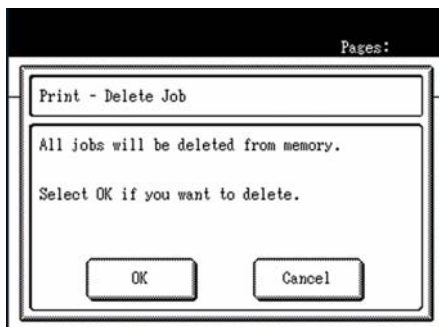 Pages:
Print - Delete Job
All jobs will be deleted from memory.
Select OK if you want to delete.
OK
Cancel